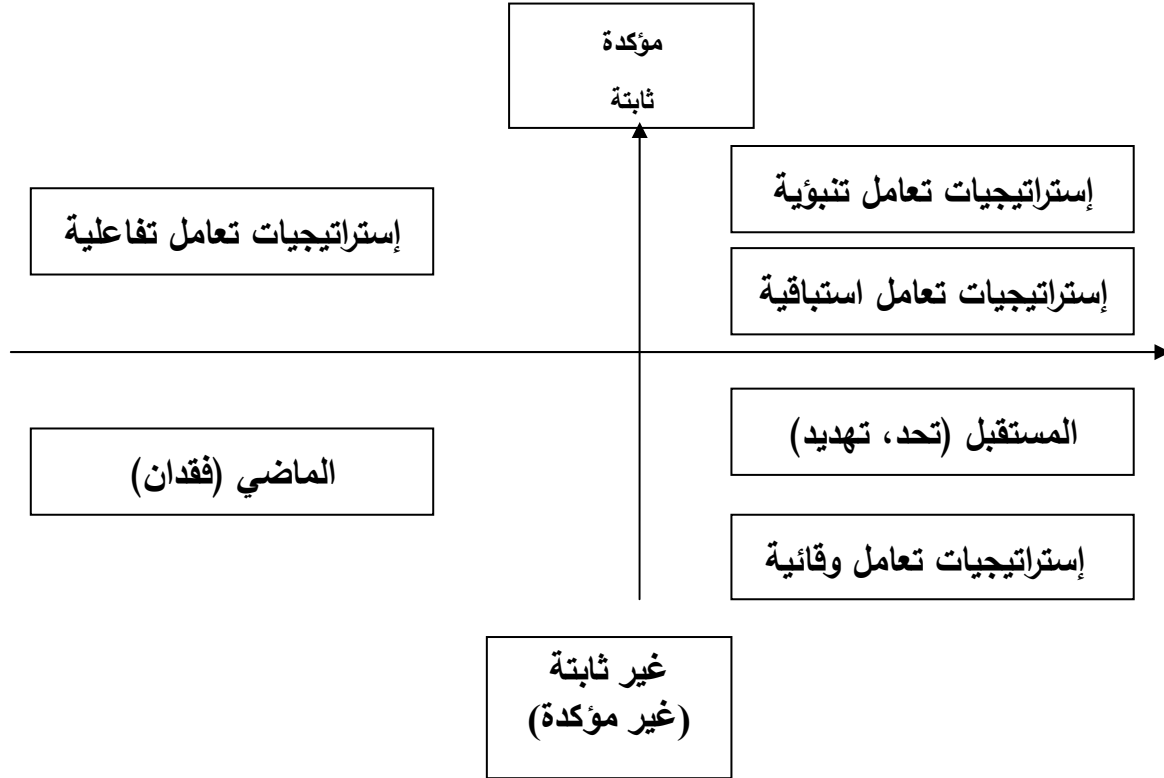 مؤكدة
ثابتة
إستراتيجيات تعامل تنبؤية
إستراتيجيات تعامل تفاعلية
إستراتيجيات تعامل استباقية
المستقبل (تحد، تهديد)
الماضي (فقدان)
إستراتيجيات تعامل وقائية
غير ثابتة
(غير مؤكدة)